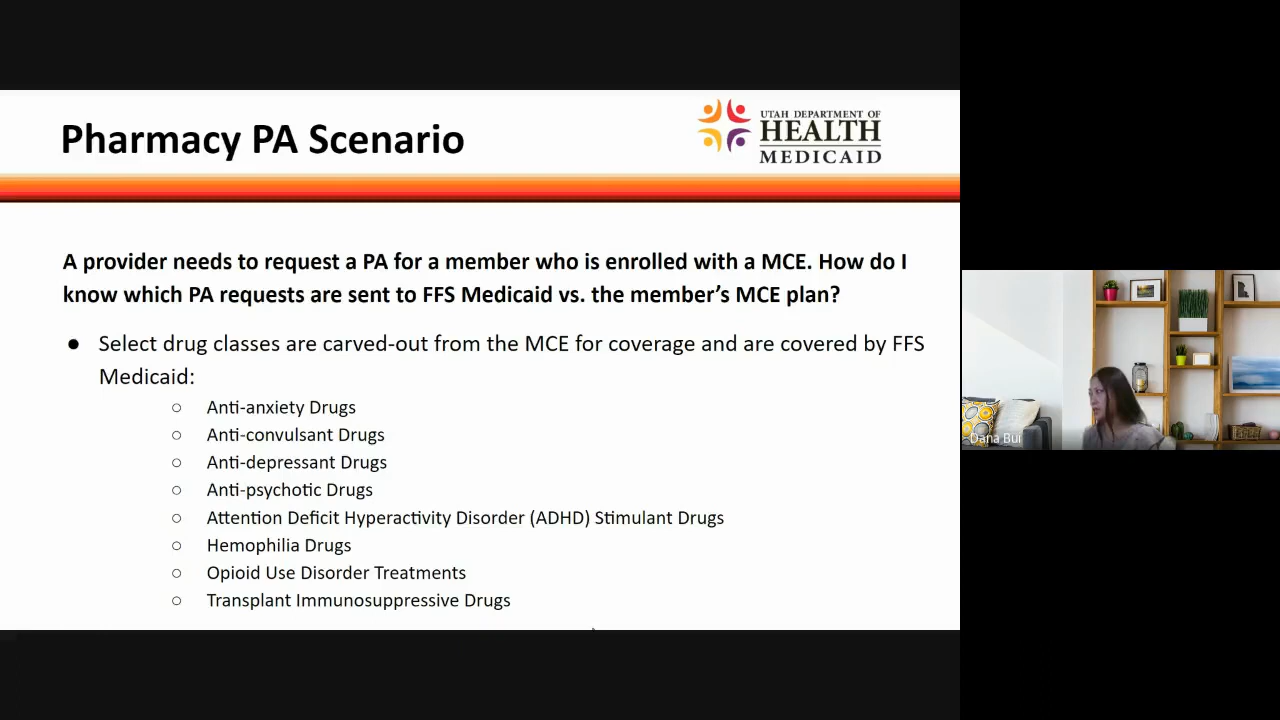 Pharmacy PA Scenario
UTAH DEPARTMENT OF
HEALTH
MEDICAID
A provider needs to request a PA for a member who is enrolled with a MCE. How do I
know which PA requests are sent to FFS Medicaid vs. the member's MCE plan?
● Select drug classes are carved-out from the MCE for coverage and are covered by FFS
Medicaid:
○ Anti-anxiety Drugs
○ Anti-convulsant Drugs
○ Anti-depressant Drugs
○ Anti-psychotic Drugs
○ Attention Deficit Hyperactivity Disorder (ADHD) Stimulant Drugs
○ Hemophilia Drugs
○ Opioid Use Disorder Treatments
○ Transplant Immunosuppressive Drugs
Dana Bui